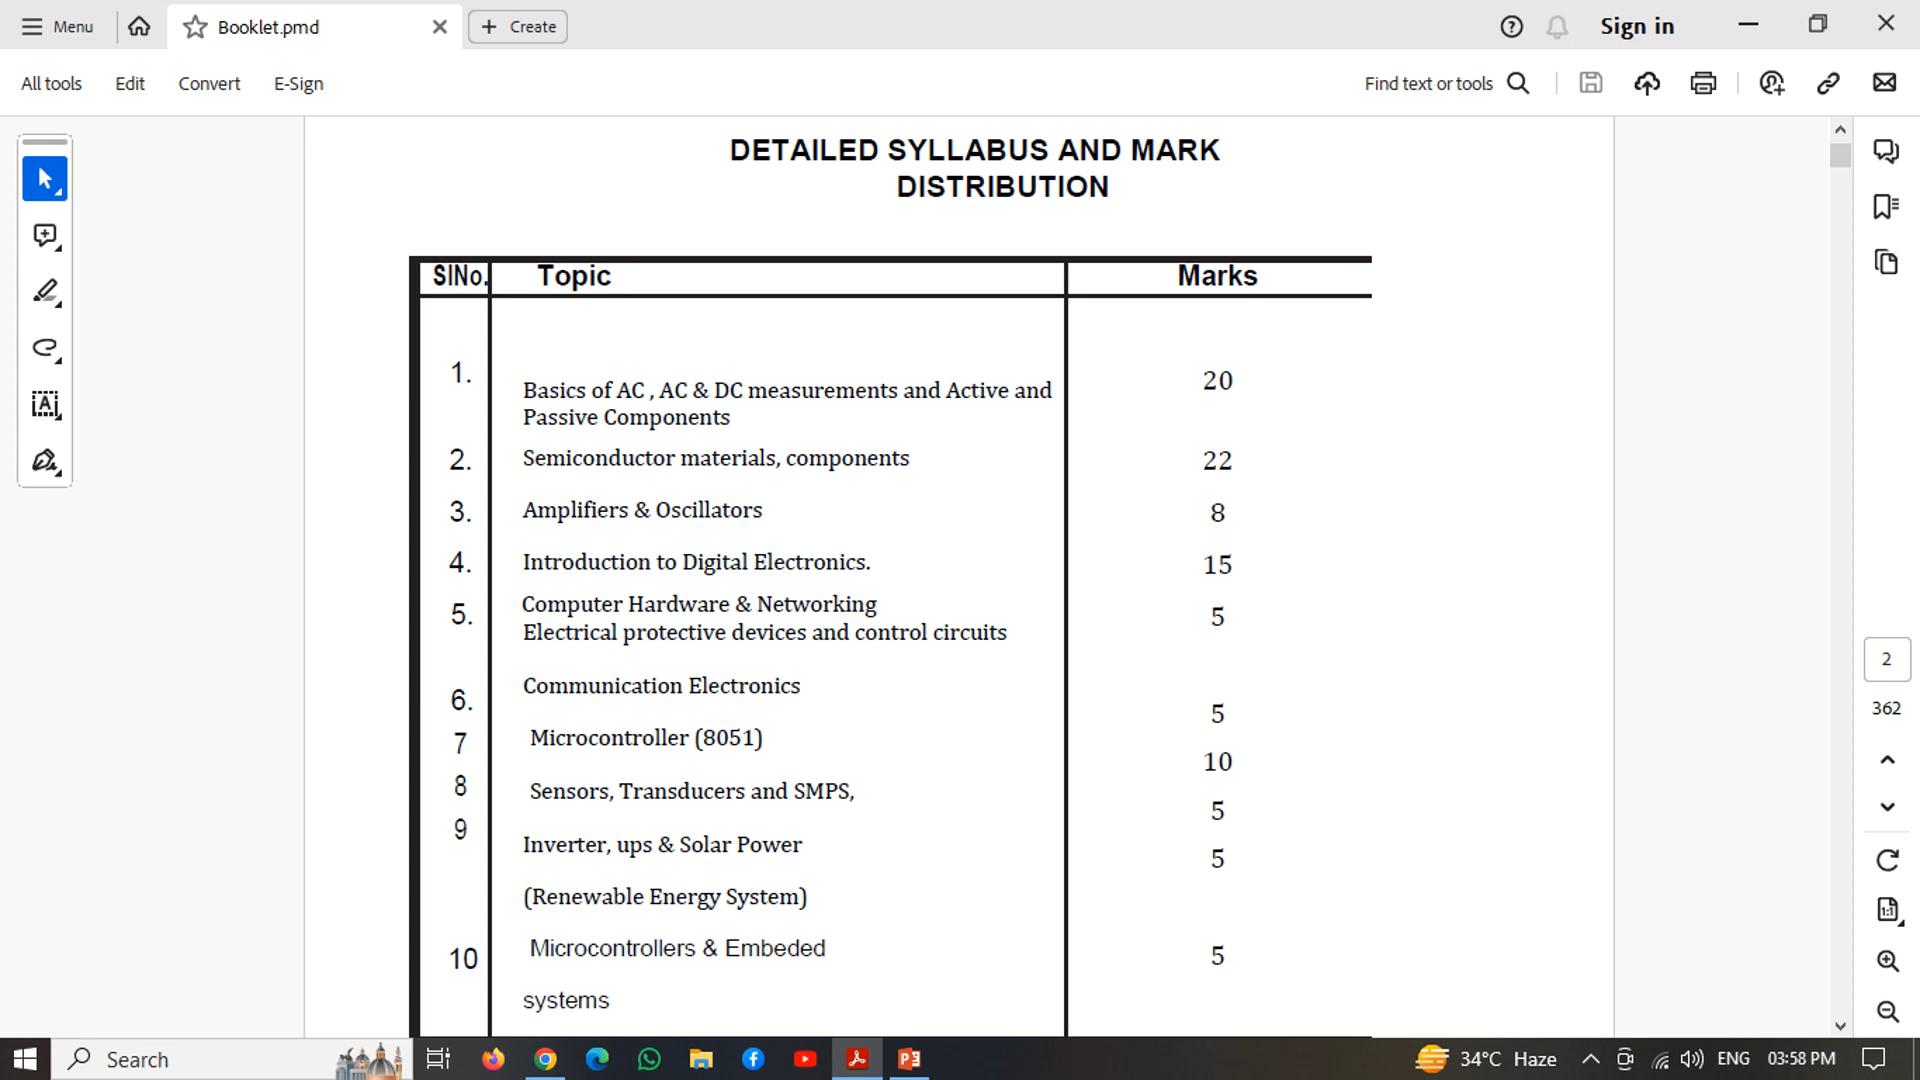 Menu
Booklet.pmd
Create
Sign in
All tools
Edit
Convert
E-Sign
Find text or tools
DETAILED SYLLABUS AND MARK
DISTRIBUTION
SlNo. Topic Marks
1. Basics of AC , AC & DC measurements and Active and 20
Passive Components
2. Semiconductor materials, components 22
3. Amplifiers & Oscillators 8
4. Introduction to Digital Electronics. 15
Computer Hardware & Networking
5. Electrical protective devices and control circuits 5
6. Communication Electronics 5
7 Microcontroller (8051) 10
8 Sensors, Transducers and SMPS, 5
9 Inverter, ups & Solar Power 5
(Renewable Energy System)
10 Microcontrollers & Embeded 5
systems
2
362
Search
34°C Haze
ENG
03:58 PM